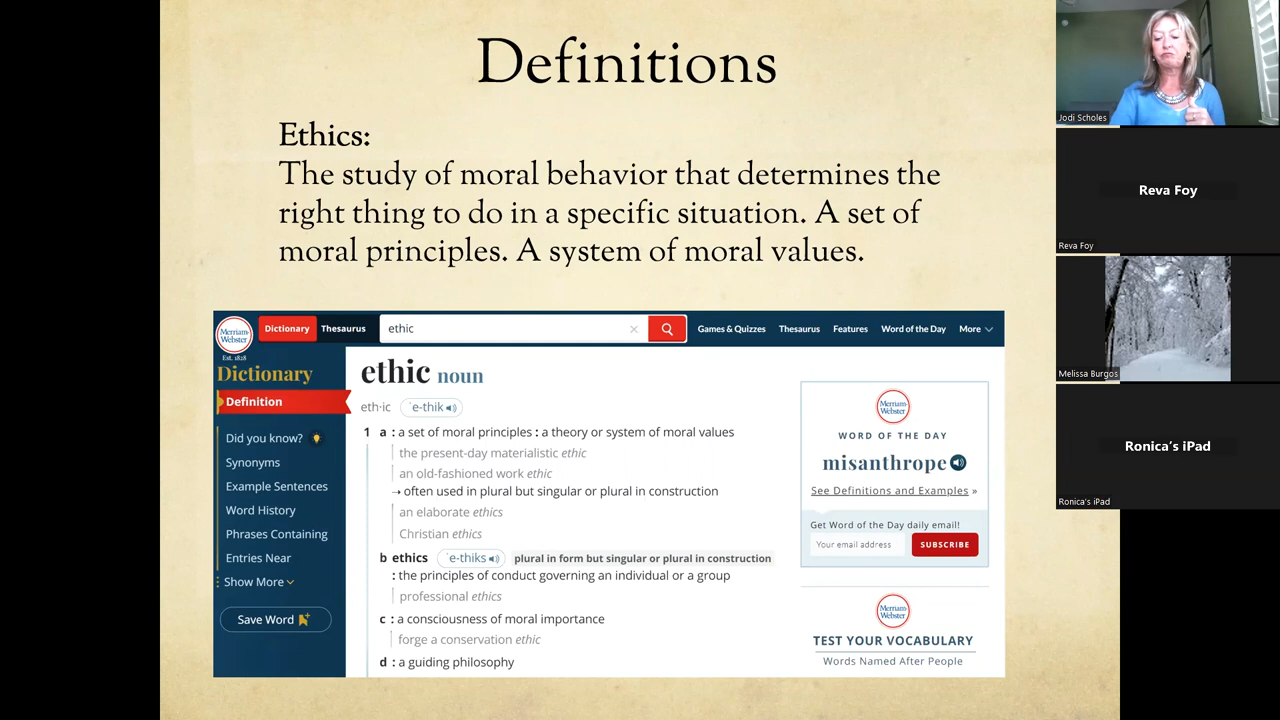 Definitions
Ethics:
The study of moral behavior that determines the
right thing to do in a specific situation. A set of
moral principles. A system of moral values.
Merriam-
Webster
Est. 1828
Dictionary
Thesaurus
ethic
Games & Quizzes
Thesaurus
Features
Word of the Day
More
Dictionary
Definition
Did you know?
Synonyms
Example Sentences
Word History
Phrases Containing
Entries Near
Show More
Save Word
ethic noun
eth·ic ˈe-thik
1 a : a set of moral principles : a theory or system of moral values
the present-day materialistic ethic
an old-fashioned work ethic
→ often used in plural but singular or plural in construction
an elaborate ethics
Christian ethics
b ethics ˈe-thiks plural in form but singular or plural in construction
: the principles of conduct governing an individual or a group
professional ethics
c : a consciousness of moral importance
forge a conservation ethic
d : a guiding philosophy
Merriam-
Webster
WORD OF THE DAY
misanthrope
See Definitions and Examples »
Get Word of the Day daily email!
Your email address
SUBSCRIBE
Merriam-
Webster
TEST YOUR VOCABULARY
Words Named After People
Jodi Scholes
Reva Foy
Reva Foy
Melissa Burgos
Ronica's iPad
Ronica's iPad